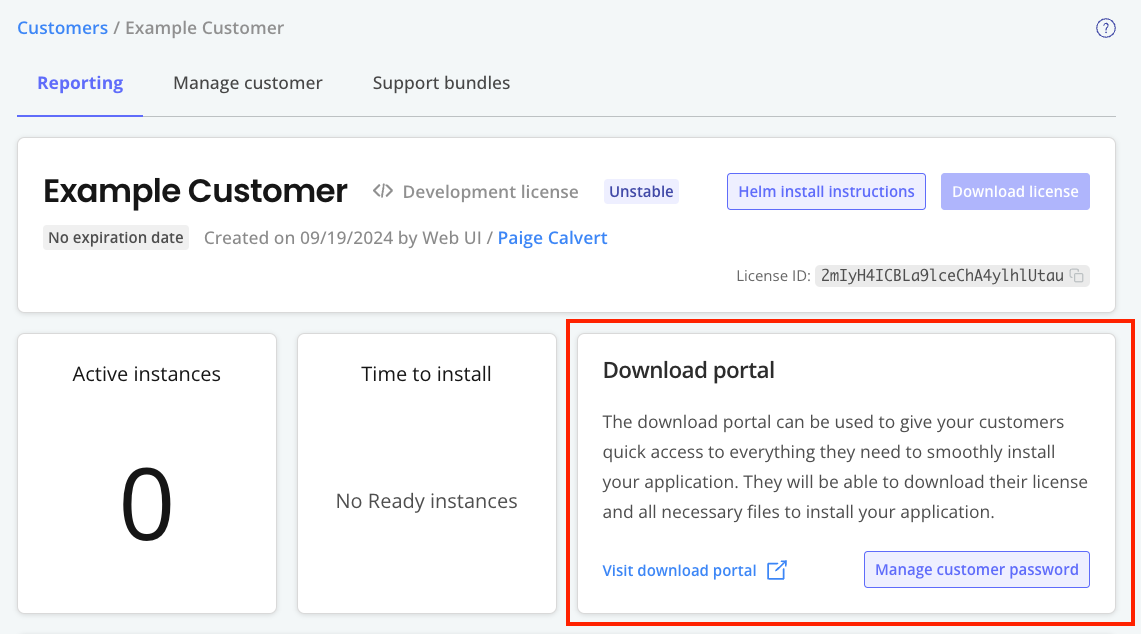 Customers / Example Customer
Reporting
Manage customer
Support bundles
Example Customer
</> Development license
Unstable
Helm install instructions
Download license
No expiration date
Created on 09/19/2024 by Web UI / Paige Calvert
License ID: 2mIyH4ICBLa9lceChA4ylhlUtau
Active instances
0
Time to install
No Ready instances
Download portal
The download portal can be used to give your customers
quick access to everything they need to smoothly install
your application. They will be able to download their license
and all necessary files to install your application.
Visit download portal
Manage customer password